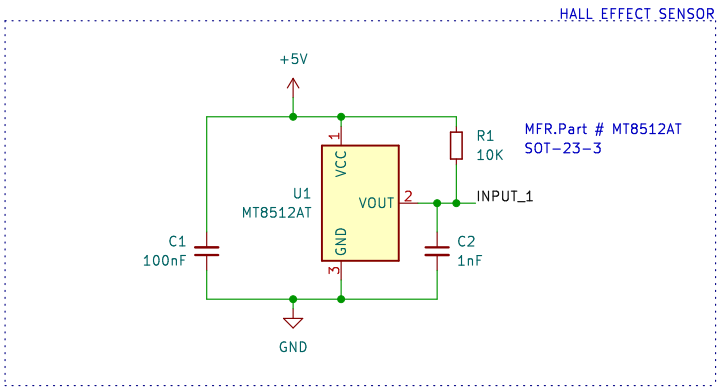 HALL EFFECT SENSOR
+5V
1
VCC
R1
10K
MFR.Part # MT8512AT
SOT-23-3
U1
MT8512AT
VOUT
2
INPUT_1
GND
3
C1
100nF
C2
1nF
GND